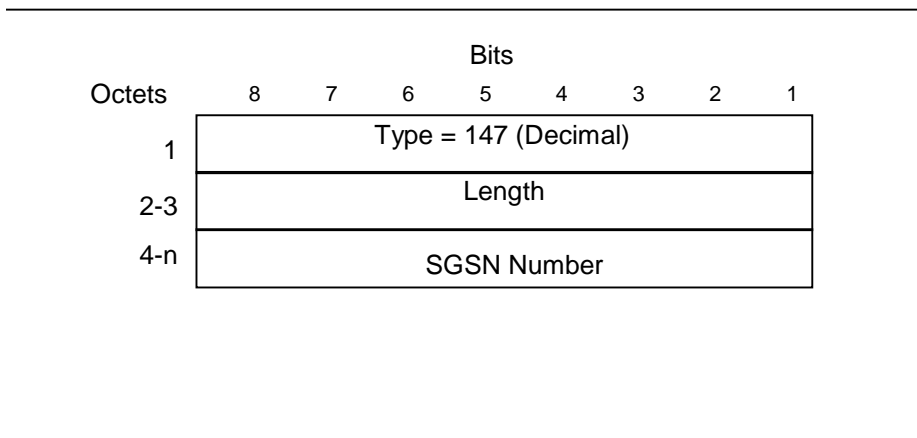 Bits
Octets 8 7 6 5 4 3 2 1
1 Type = 147 (Decimal)
2-3 Length
4-n SGSN Number